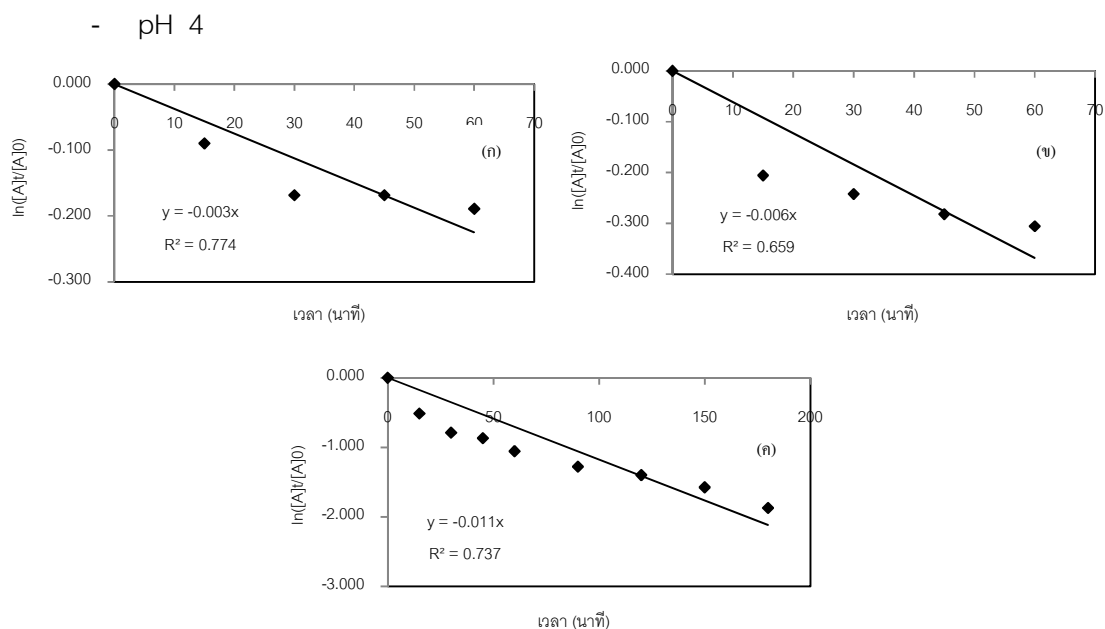 - pH 4
0.000
-0.100
-0.200
-0.300
0 10 20 30 40 50 60 70
ln([A]t/[A]0)
(ก)
y = -0.003x
R² = 0.774
เวลา (นาที)
0.000
-0.100
-0.200
-0.300
-0.400
0 10 20 30 40 50 60 70
ln([A]t/[A]0)
(ข)
y = -0.006x
R² = 0.659
เวลา (นาที)
0.000
-1.000
-2.000
-3.000
0 50 100 150 200
ln([A]t/[A]0)
(ค)
y = -0.011x
R² = 0.737
เวลา (นาที)